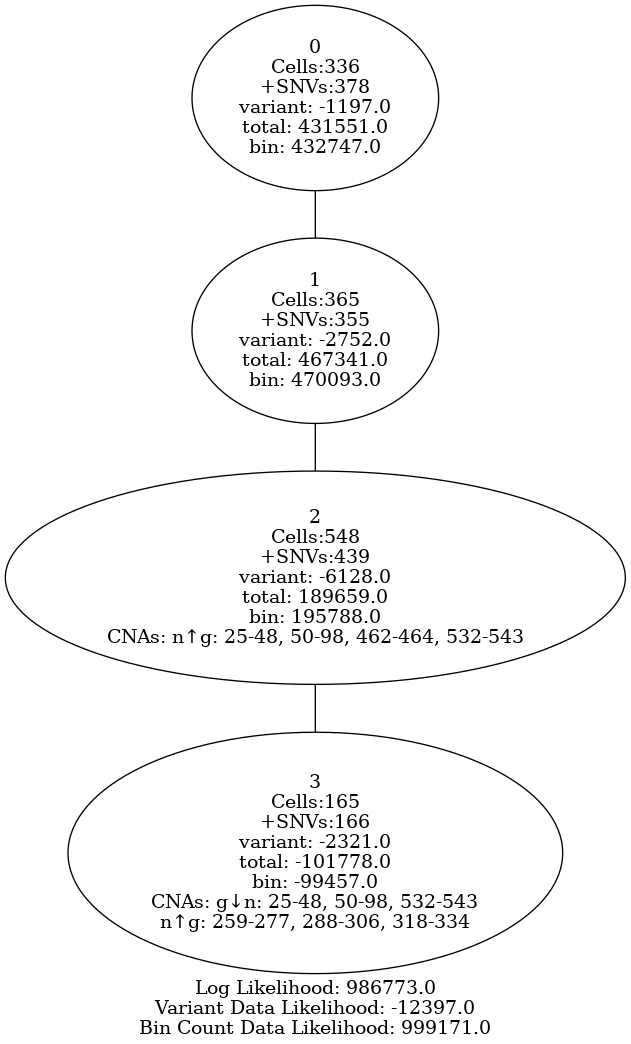 0
Cells:336
+SNVs:378
variant: -1197.0
total: 431551.0
bin: 432747.0
1
Cells:365
+SNVs:355
variant: -2752.0
total: 467341.0
bin: 470093.0
2
Cells:548
+SNVs:439
variant: -6128.0
total: 189659.0
bin: 195788.0
CNAs: n↑g: 25-48, 50-98, 462-464, 532-543
3
Cells:165
+SNVs:166
variant: -2321.0
total: -101778.0
bin: -99457.0
CNAs: g↓n: 25-48, 50-98, 532-543
n↑g: 259-277, 288-306, 318-334
Log Likelihood: 986773.0
Variant Data Likelihood: -12397.0
Bin Count Data Likelihood: 999171.0